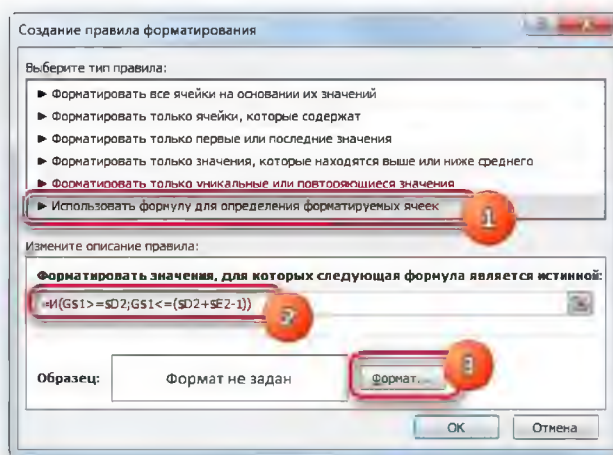 Создание правила форматирования
Выберите тип правила:
► Форматировать все ячейки на основании их значений
► Форматировать только ячейки, которые содержат
► Форматировать только первые или последние значения
► Форматировать только значения, которые находятся выше или ниже среднего
► Форматировать только уникальные или повторяющиеся значения
► Использовать формулу для определения форматируемых ячеек
1
Измените описание правила:
Форматировать значения, для которых следующая формула является истинной:
=И(G$1>=$D2;G$1<=($D2+$E2-1))
2
Образец:
Формат не задан
Формат...
3
ОК
Отмена